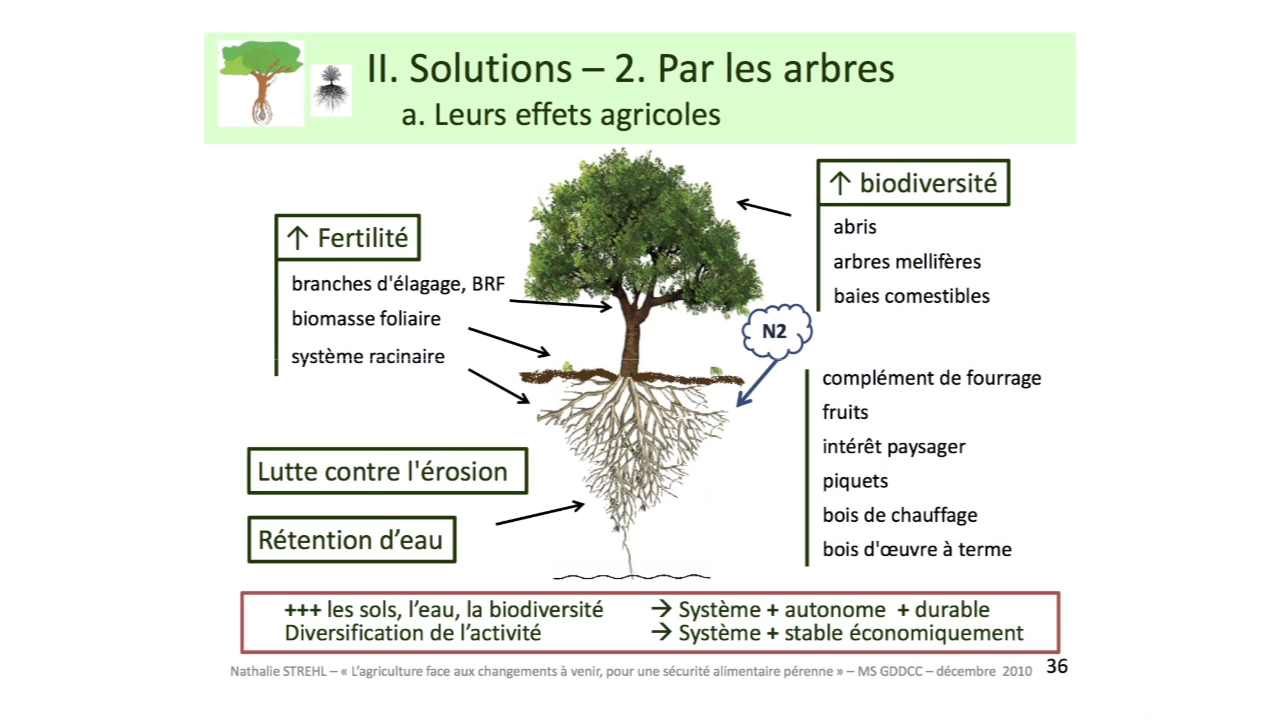 II. Solutions – 2. Par les arbres
a. Leurs effets agricoles
↑ Fertilité
branches d'élagage, BRF
biomasse foliaire
système racinaire
Lutte contre l'érosion
Rétention d’eau
↑ biodiversité
abris
arbres mellifères
baies comestibles
N2
complément de fourrage
fruits
intérêt paysager
piquets
bois de chauffage
bois d'œuvre à terme
+++ les sols, l’eau, la biodiversité → Système + autonome + durable
Diversification de l’activité → Système + stable économiquement
Nathalie STREHL – « L’agriculture face aux changements à venir, pour une sécurité alimentaire pérenne » – MS GDDCC – décembre 2010 36